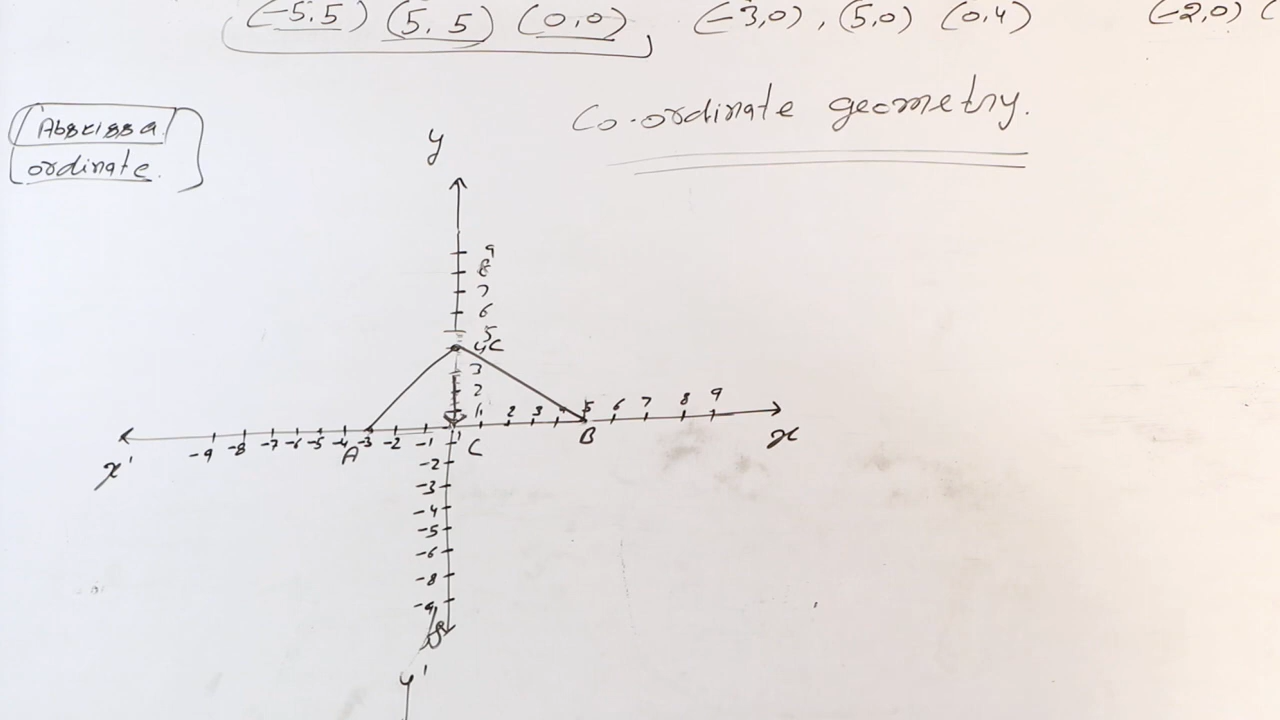 (-5,5) (5,5) (0,0) (-3,0), (5,0) (0,4) (-2,0) (
Co-ordinate geometry.
Abscissa
ordinate.
y
9
8
7
6
5
4 C
3
2
1
-9 -8 -7 -6 -5 -4 -3 -2 -1 1 2 3 4 5 6 7 8 9
x' A C B x
-2
-3
-4
-5
-6
-8
-9
y'